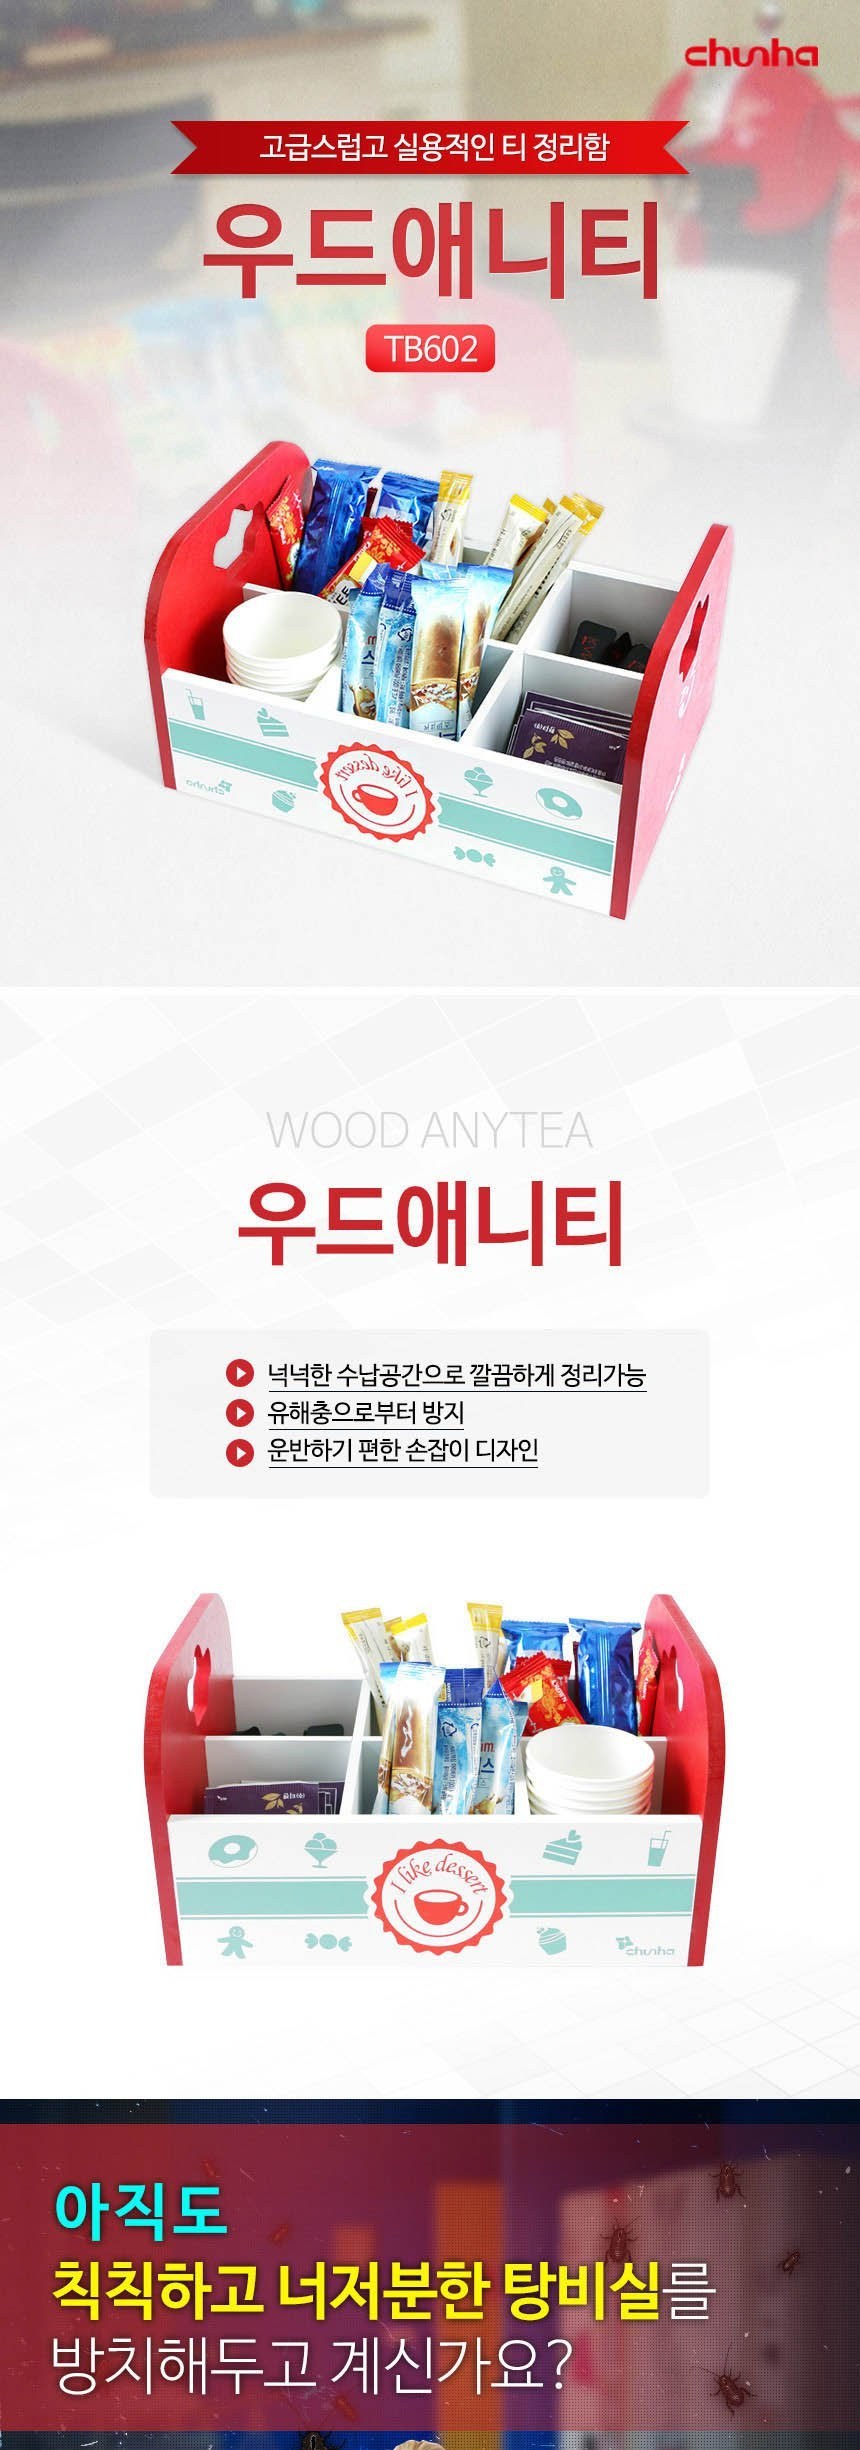 chunha
고급스럽고 실용적인 티 정리함
우드애니티
TB602
I like dessert
chunha
WOOD ANYTEA
우드애니티
넉넉한 수납공간으로 깔끔하게 정리가능
유해충으로부터 방지
운반하기 편한 손잡이 디자인
I like dessert
chunha
아직도
칙칙하고 너저분한 탕비실를
방치해두고 계신가요?